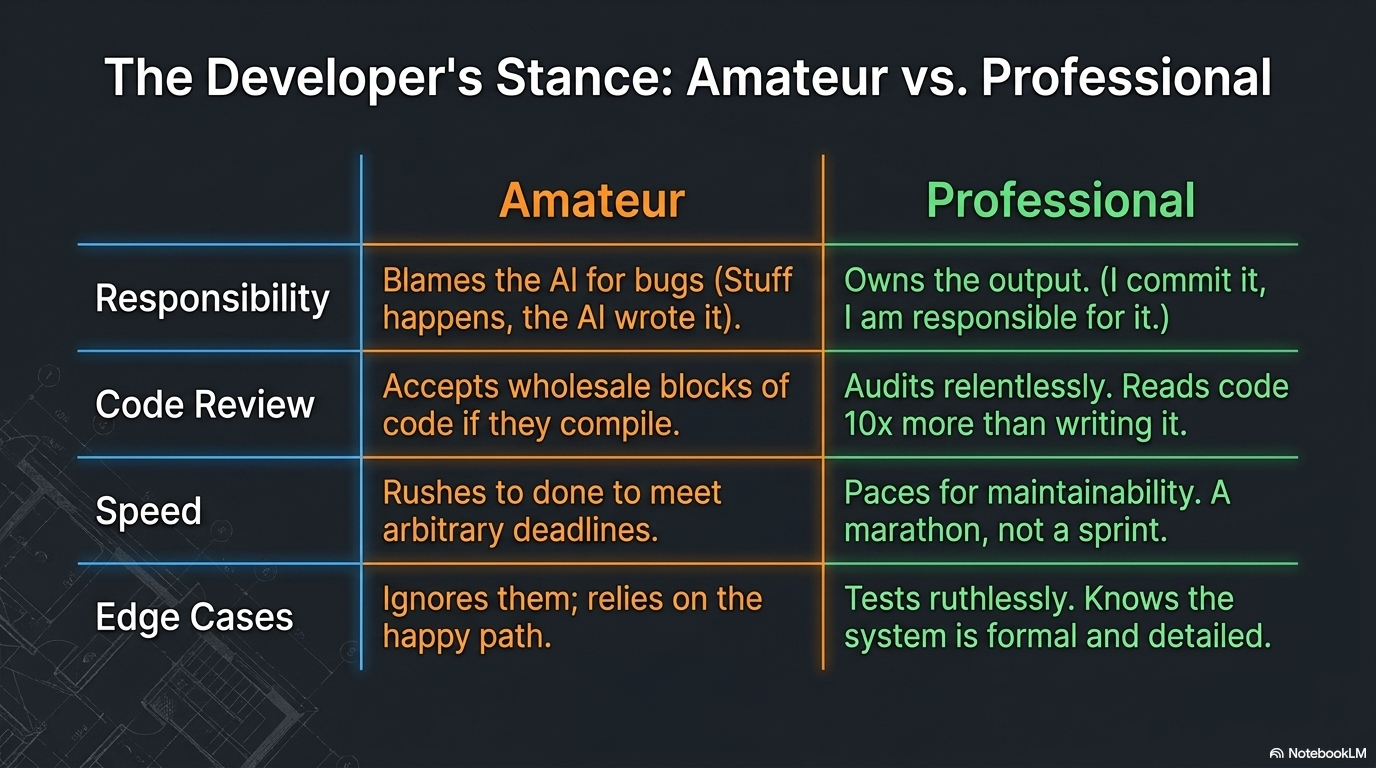 The Developer's Stance: Amateur vs. Professional
Amateur
Professional
Responsibility
Blames the AI for bugs (Stuff
happens, the AI wrote it).
Owns the output. (I commit it,
I am responsible for it.)
Code Review
Accepts wholesale blocks of
code if they compile.
Audits relentlessly. Reads code
10x more than writing it.
Speed
Rushes to done to meet
arbitrary deadlines.
Paces for maintainability. A
marathon, not a sprint.
Edge Cases
Ignores them; relies on the
happy path.
Tests ruthlessly. Knows the
system is formal and detailed.
NotebookLM